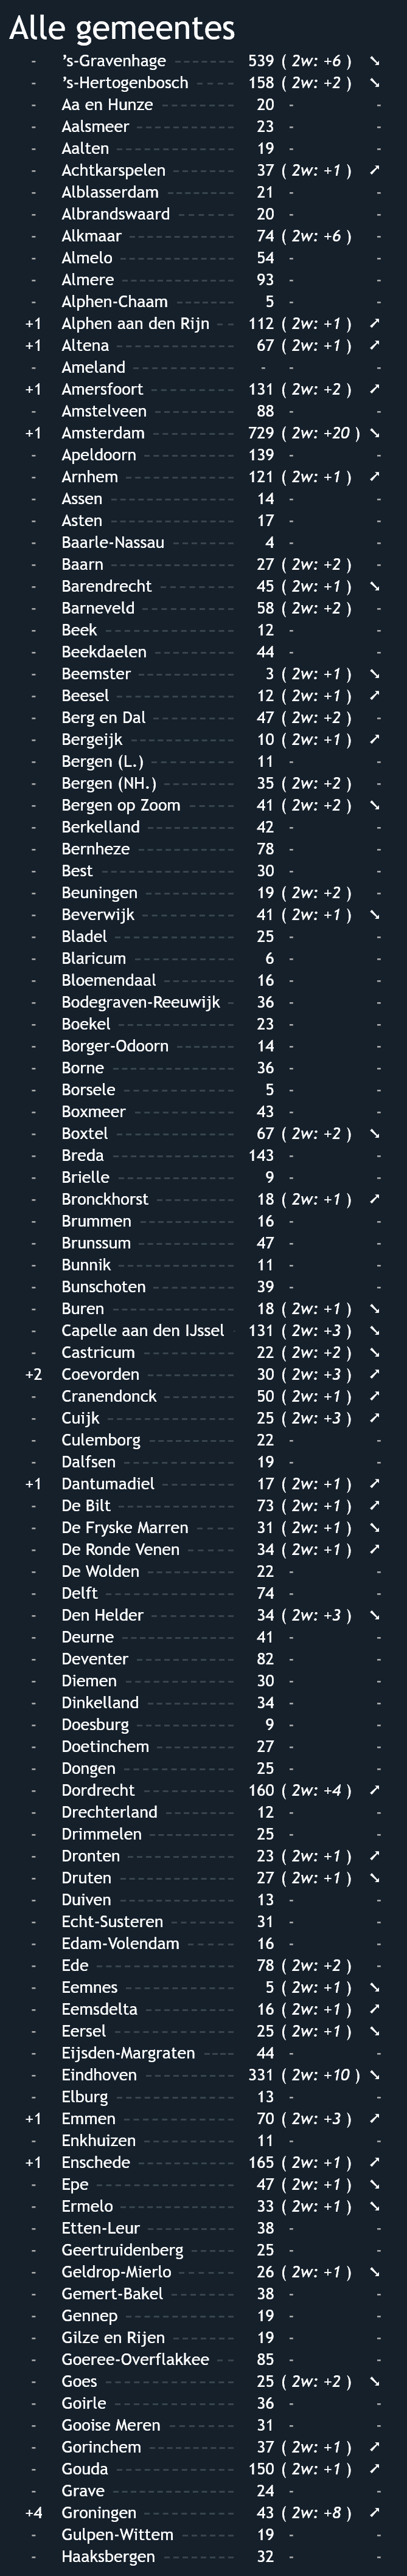 Alle gemeentes
- 's-Gravenhage 539 ( 2w: +6 ) ➘
- 's-Hertogenbosch 158 ( 2w: +2 ) ➘
- Aa en Hunze 20 - -
- Aalsmeer 23 - -
- Aalten 19 - -
- Achtkarspelen 37 ( 2w: +1 ) ➚
- Alblasserdam 21 - -
- Albrandswaard 20 - -
- Alkmaar 74 ( 2w: +6 ) -
- Almelo 54 - -
- Almere 93 - -
- Alphen-Chaam 5 - -
+1 Alphen aan den Rijn 112 ( 2w: +1 ) ➚
+1 Altena 67 ( 2w: +1 ) ➚
- Ameland - - -
+1 Amersfoort 131 ( 2w: +2 ) ➚
- Amstelveen 88 - -
+1 Amsterdam 729 ( 2w: +20 ) ➘
- Apeldoorn 139 - -
- Arnhem 121 ( 2w: +1 ) ➚
- Assen 14 - -
- Asten 17 - -
- Baarle-Nassau 4 - -
- Baarn 27 ( 2w: +2 ) -
- Barendrecht 45 ( 2w: +1 ) ➘
- Barneveld 58 ( 2w: +2 ) -
- Beek 12 - -
- Beekdaelen 44 - -
- Beemster 3 ( 2w: +1 ) ➘
- Beesel 12 ( 2w: +1 ) ➚
- Berg en Dal 47 ( 2w: +2 ) -
- Bergeijk 10 ( 2w: +1 ) ➚
- Bergen (L.) 11 - -
- Bergen (NH.) 35 ( 2w: +2 ) -
- Bergen op Zoom 41 ( 2w: +2 ) ➘
- Berkelland 42 - -
- Bernheze 78 - -
- Best 30 - -
- Beuningen 19 ( 2w: +2 ) -
- Beverwijk 41 ( 2w: +1 ) ➘
- Bladel 25 - -
- Blaricum 6 - -
- Bloemendaal 16 - -
- Bodegraven-Reeuwijk 36 - -
- Boekel 23 - -
- Borger-Odoorn 14 - -
- Borne 36 - -
- Borsele 5 - -
- Boxmeer 43 - -
- Boxtel 67 ( 2w: +2 ) ➘
- Breda 143 - -
- Brielle 9 - -
- Bronckhorst 18 ( 2w: +1 ) ➚
- Brummen 16 - -
- Brunssum 47 - -
- Bunnik 11 - -
- Bunschoten 39 - -
- Buren 18 ( 2w: +1 ) ➘
- Capelle aan den IJssel 131 ( 2w: +3 ) ➘
- Castricum 22 ( 2w: +2 ) ➘
+2 Coevorden 30 ( 2w: +3 ) ➚
- Cranendonck 50 ( 2w: +1 ) ➚
- Cuijk 25 ( 2w: +3 ) ➚
- Culemborg 22 - -
- Dalfsen 19 - -
+1 Dantumadiel 17 ( 2w: +1 ) ➚
- De Bilt 73 ( 2w: +1 ) ➚
- De Fryske Marren 31 ( 2w: +1 ) ➘
- De Ronde Venen 34 ( 2w: +1 ) ➚
- De Wolden 22 - -
- Delft 74 - -
- Den Helder 34 ( 2w: +3 ) ➘
- Deurne 41 - -
- Deventer 82 - -
- Diemen 30 - -
- Dinkelland 34 - -
- Doesburg 9 - -
- Doetinchem 27 - -
- Dongen 25 - -
- Dordrecht 160 ( 2w: +4 ) ➚
- Drechterland 12 - -
- Drimmelen 25 - -
- Dronten 23 ( 2w: +1 ) ➚
- Druten 27 ( 2w: +1 ) ➘
- Duiven 13 - -
- Echt-Susteren 31 - -
- Edam-Volendam 16 - -
- Ede 78 ( 2w: +2 ) -
- Eemnes 5 ( 2w: +1 ) ➘
- Eemsdelta 16 ( 2w: +1 ) ➚
- Eersel 25 ( 2w: +1 ) ➘
- Eijsden-Margraten 44 - -
- Eindhoven 331 ( 2w: +10 ) ➘
- Elburg 13 - -
+1 Emmen 70 ( 2w: +3 ) ➚
- Enkhuizen 11 - -
+1 Enschede 165 ( 2w: +1 ) ➚
- Epe 47 ( 2w: +1 ) ➘
- Ermelo 33 ( 2w: +1 ) ➘
- Etten-Leur 38 - -
- Geertruidenberg 25 - -
- Geldrop-Mierlo 26 ( 2w: +1 ) ➘
- Gemert-Bakel 38 - -
- Gennep 19 - -
- Gilze en Rijen 19 - -
- Goeree-Overflakkee 85 - -
- Goes 25 ( 2w: +2 ) ➘
- Goirle 36 - -
- Gooise Meren 31 - -
- Gorinchem 37 ( 2w: +1 ) ➚
- Gouda 150 ( 2w: +1 ) ➚
- Grave 24 - -
+4 Groningen 43 ( 2w: +8 ) ➚
- Gulpen-Wittem 19 - -
- Haaksbergen 32 - -